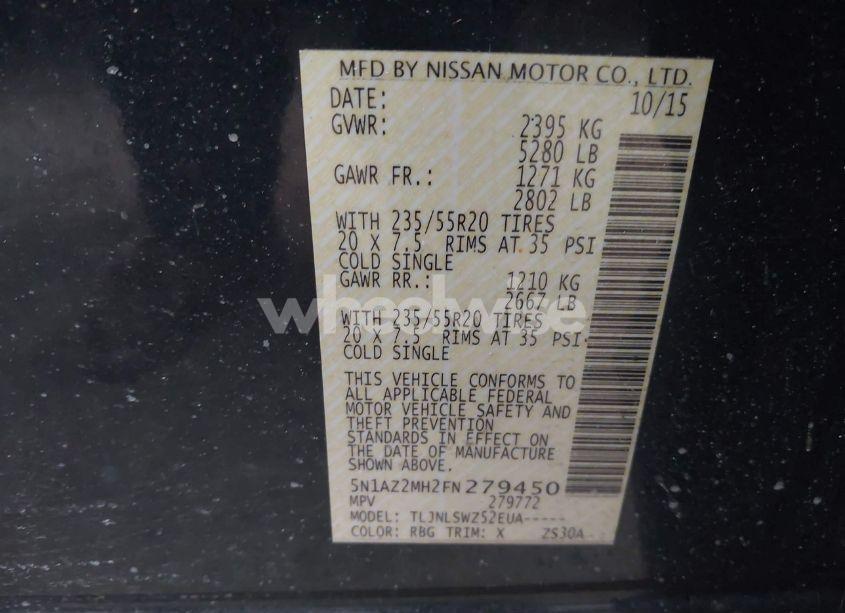 MFD BY NISSAN MOTOR CO., LTD.
DATE: 10/15
GVWR: 2395 KG
5280 LB
GAWR FR.: 1271 KG
2802 LB
WITH 235/55R20 TIRES
20 X 7.5 RIMS AT 35 PSI
COLD SINGLE
GAWR RR.: 1210 KG
2667 LB
wheelwise
WITH 235/55R20 TIRES
20 X 7.5 RIMS AT 35 PSI
COLD SINGLE
THIS VEHICLE CONFORMS TO
ALL APPLICABLE FEDERAL
MOTOR VEHICLE SAFETY AND
THEFT PREVENTION
STANDARDS IN EFFECT ON
THE DATE OF MANUFACTURE
SHOWN ABOVE.
5N1AZ2MH2FN279450
MPV 279772
MODEL: TLJNLSWZ52EUA-----
COLOR: RBG TRIM: X ZS30A